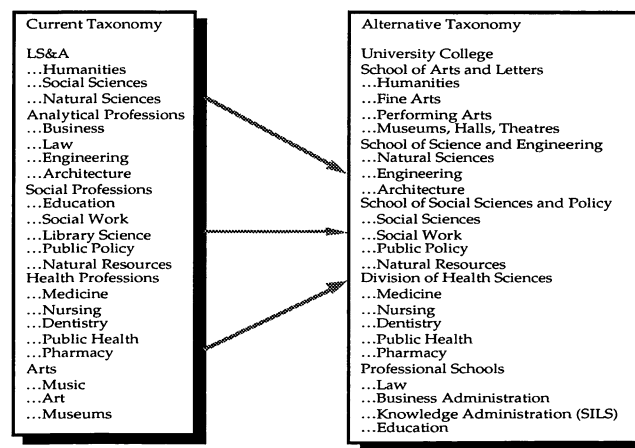 Current Taxonomy
LS&A
...Humanities
...Social Sciences
...Natural Sciences
Analytical Professions
...Business
...Law
...Engineering
...Architecture
Social Professions
...Education
...Social Work
...Library Science
...Public Policy
...Natural Resources
Health Professions
...Medicine
...Nursing
...Dentistry
...Public Health
...Pharmacy
Arts
...Music
...Art
...Museums
Alternative Taxonomy
University College
School of Arts and Letters
...Humanities
...Fine Arts
...Performing Arts
...Museums, Halls, Theatres
School of Science and Engineering
...Natural Sciences
...Engineering
...Architecture
School of Social Sciences and Policy
...Social Sciences
...Social Work
...Public Policy
...Natural Resources
Division of Health Sciences
...Medicine
...Nursing
...Dentistry
...Public Health
...Pharmacy
Professional Schools
...Law
...Business Administration
...Knowledge Administration (SILS)
...Education